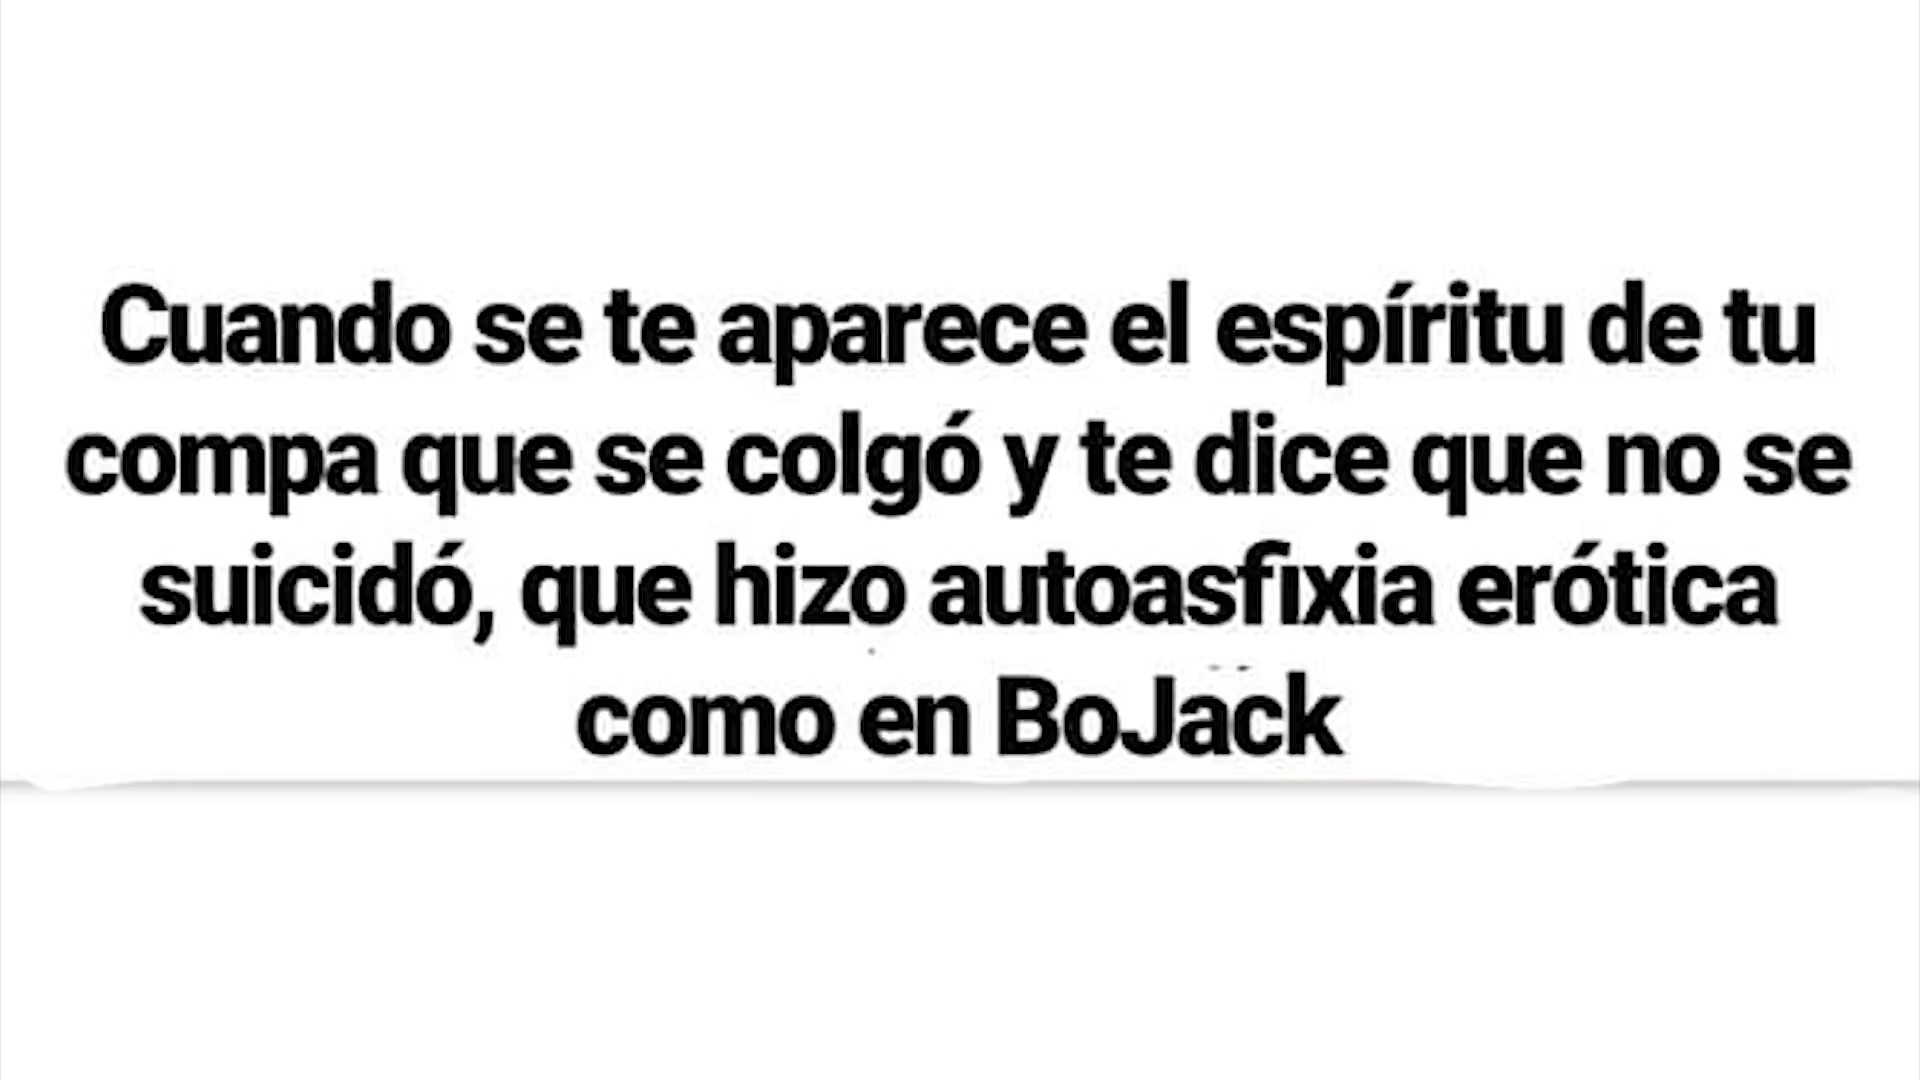 Cuando se te aparece el espíritu de tu
compa que se colgó y te dice que no se
suicidó, que hizo autoasfixia erótica
como en BoJack